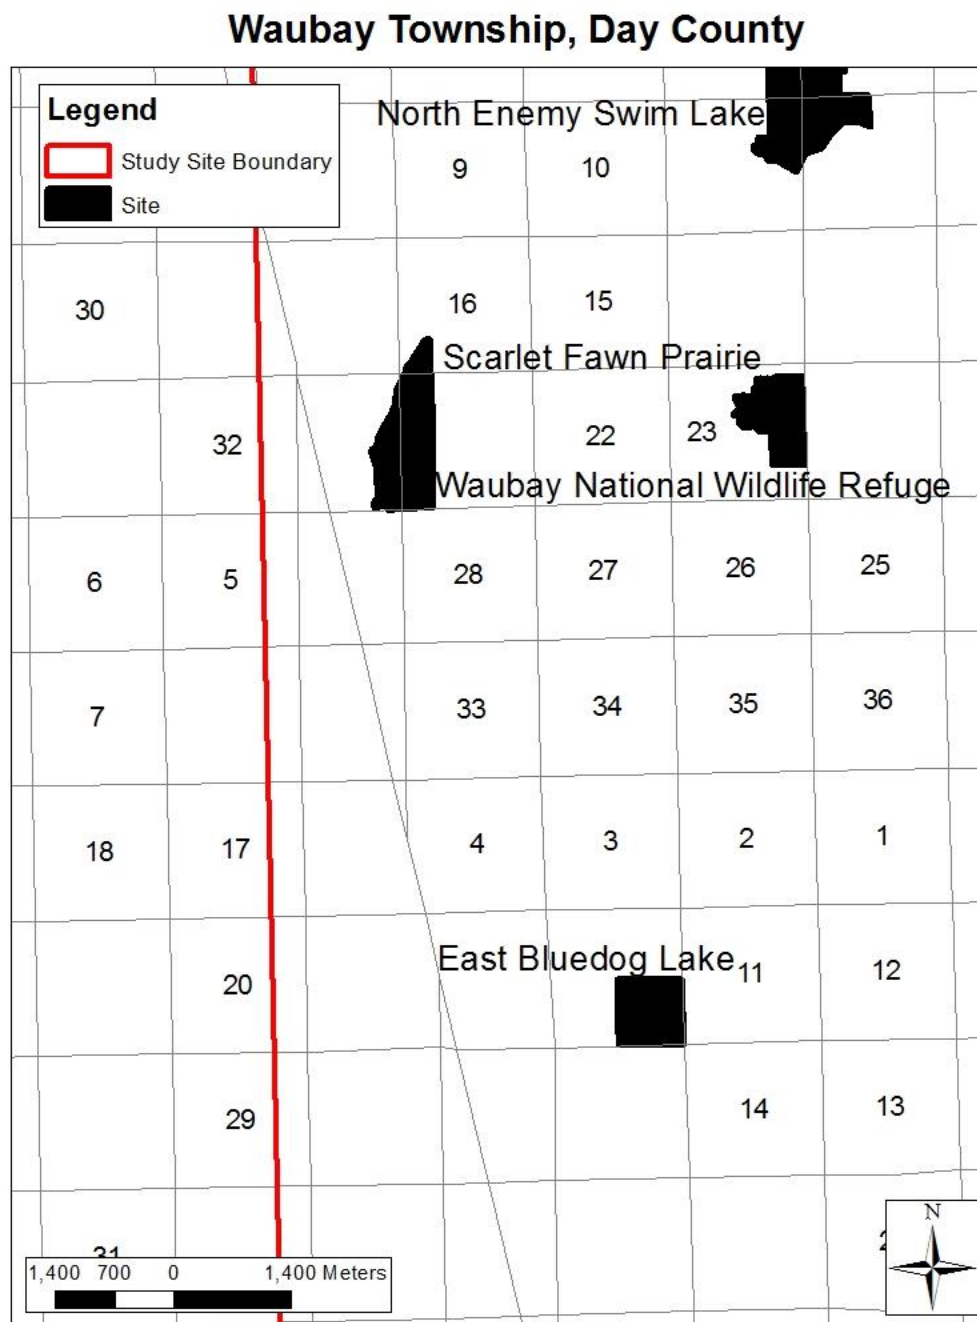 Waubay Township, Day County
Legend
Study Site Boundary
Site
North Enemy Swim Lake
9 10
30 16 15
Scarlet Fawn Prairie
32 22 23
Waubay National Wildlife Refuge
6 5 28 27 26 25
7 33 34 35 36
18 17 4 3 2 1
East Bluedog Lake
20 11 12
29 14 13
31
N
1,400 700 0 1,400 Meters